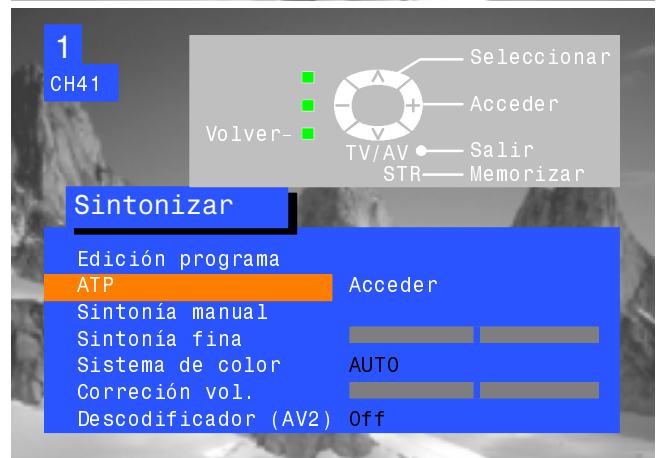 1
CH41
Seleccionar
Acceder
Volver
TV/AV Salir
STR Memorizar
Sintonizar
Edición programa
ATP Acceder
Sintonía manual
Sintonía fina
Sistema de color AUTO
Correción vol.
Descodificador (AV2) Off